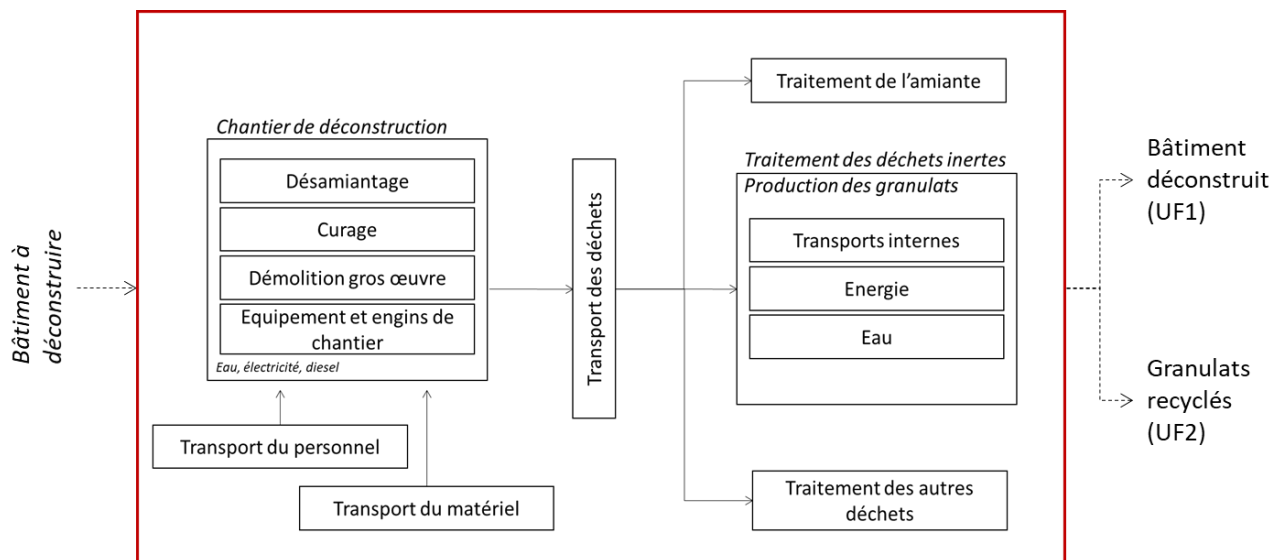 Bâtiment à
déconstruire
Chantier de déconstruction
Désamiantage
Curage
Démolition gros œuvre
Equipement et engins de
chantier
Eau, électricité, diesel
Transport du personnel
Transport du matériel
Transport des déchets
Traitement de l’amiante
Traitement des déchets inertes
Production des granulats
Transports internes
Energie
Eau
Traitement des autres
déchets
Bâtiment
déconstruit
(UF1)
Granulats
recyclés
(UF2)